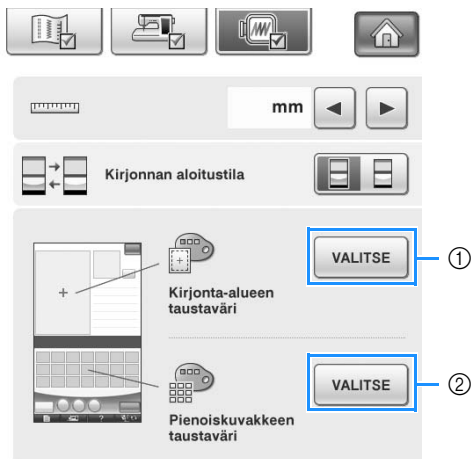 mm
Kirjonnan aloitustila
VALITSE
①
Kirjonta-alueen
taustaväri
VALITSE
②
Pienoiskuvakkeen
taustaväri